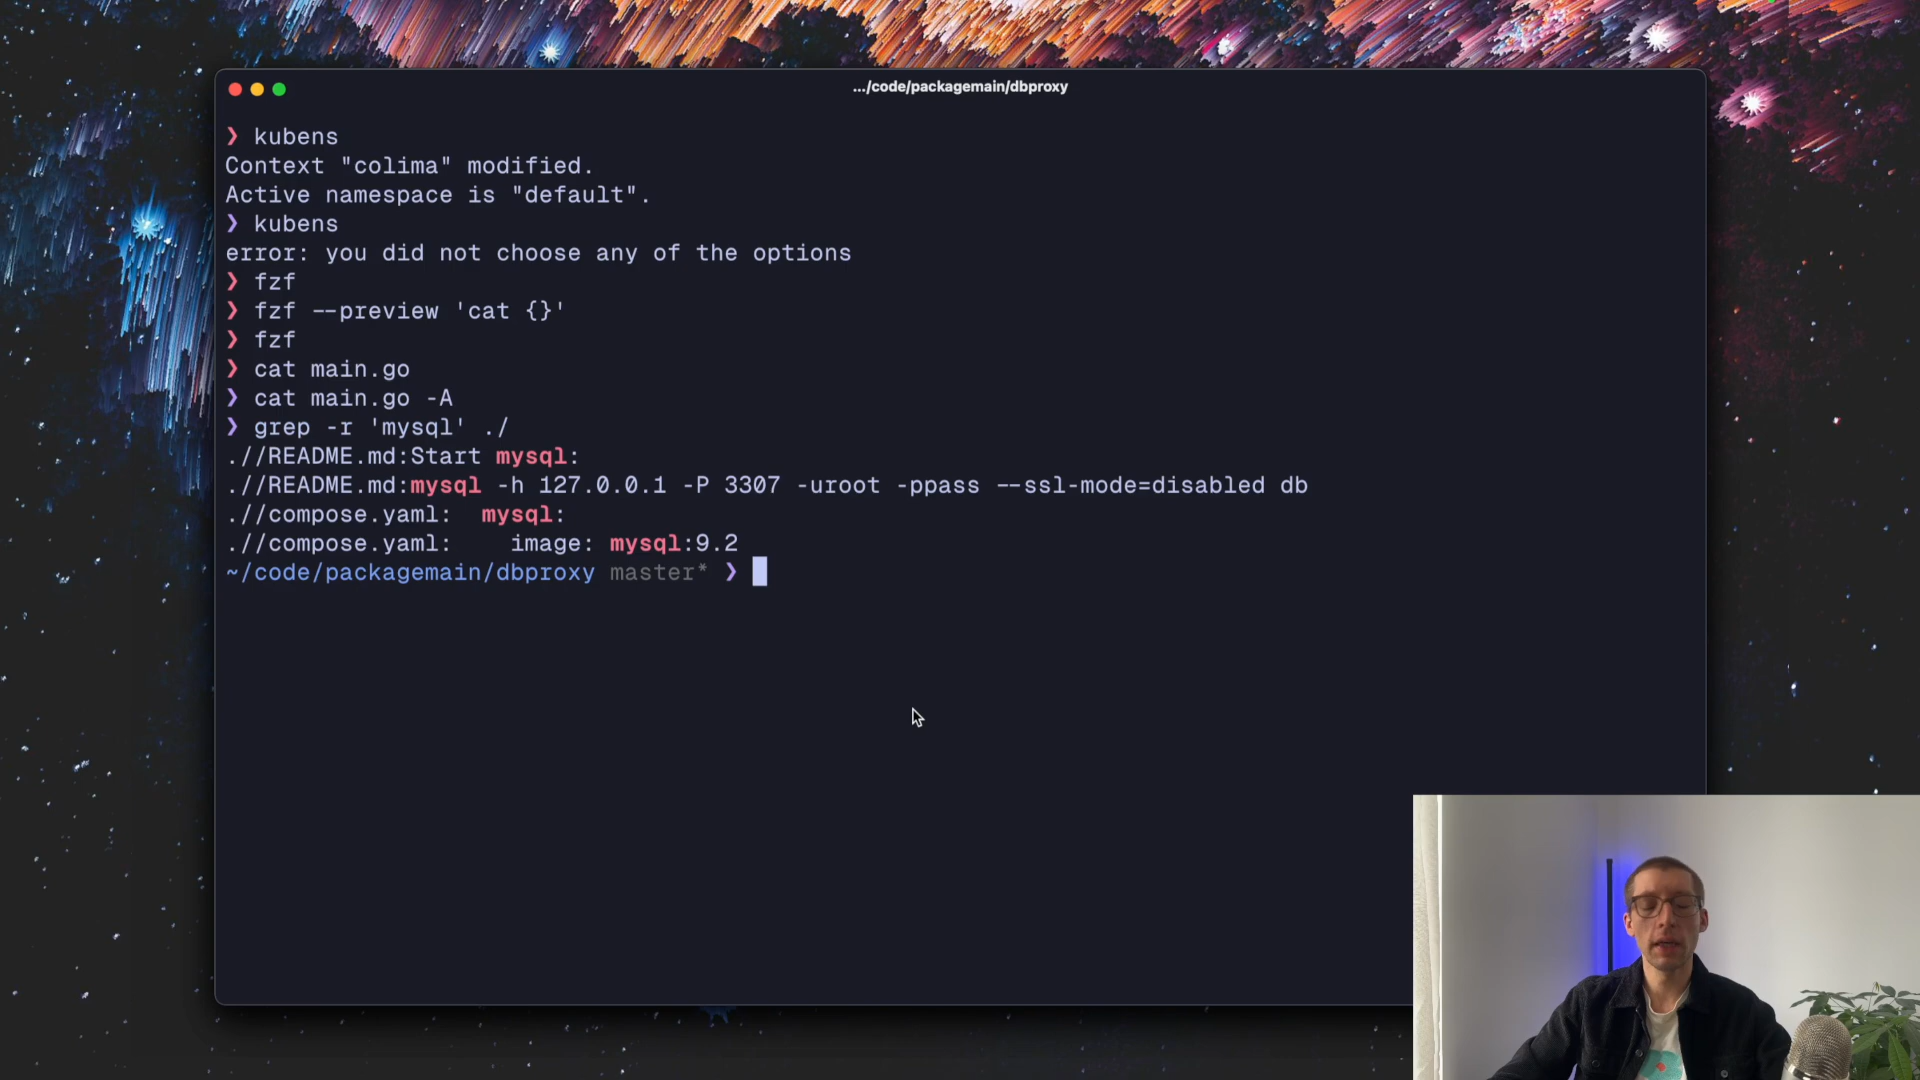 .../code/packagemain/dbproxy
❯ kubens
Context "colima" modified.
Active namespace is "default".
❯ kubens
error: you did not choose any of the options
❯ fzf
❯ fzf --preview 'cat {}'
❯ fzf
❯ cat main.go
❯ cat main.go -A
❯ grep -r 'mysql' ./
.//README.md:Start mysql:
.//README.md:mysql -h 127.0.0.1 -P 3307 -uroot -ppass --ssl-mode=disabled db
.//compose.yaml:  mysql:
.//compose.yaml:    image: mysql:9.2
~/code/packagemain/dbproxy master* ❯